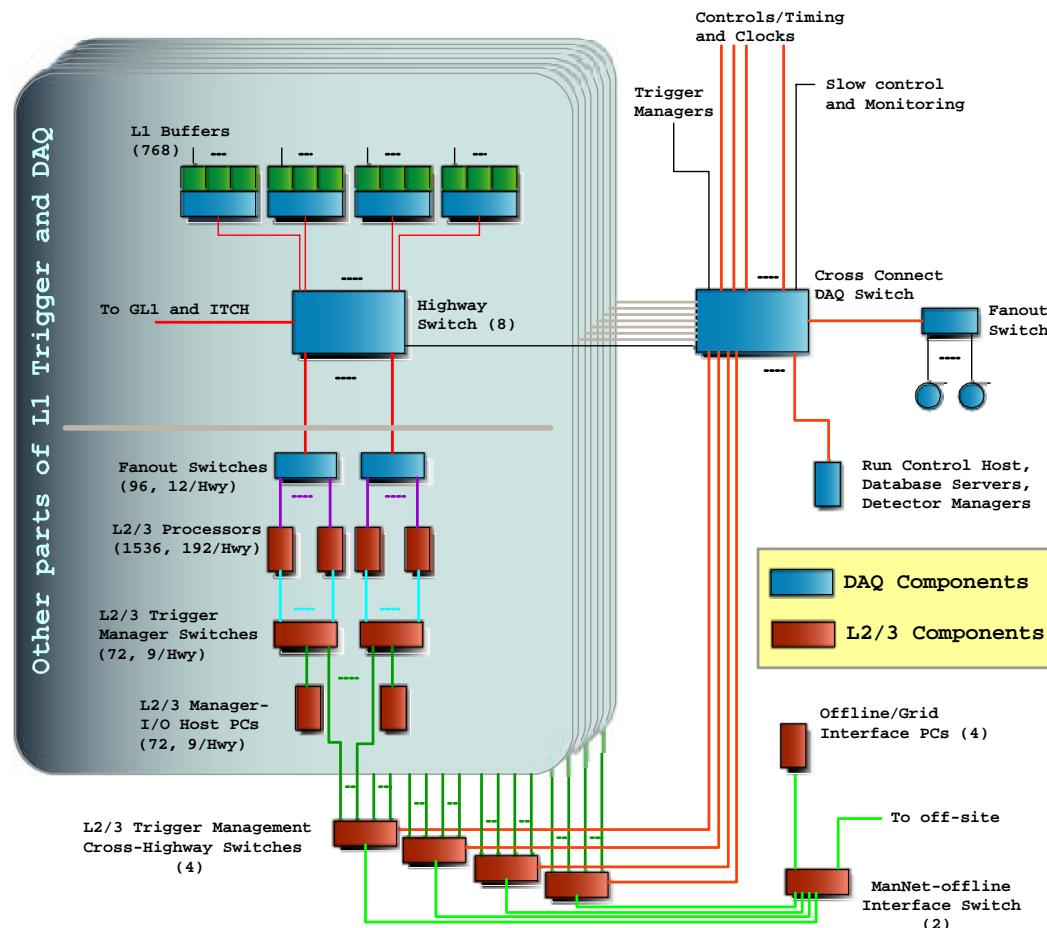 Controls/Timing
and Clocks
Slow control
and Monitoring
Trigger
Managers
Other parts of L1 Trigger and DAQ
L1 Buffers
(768)
To GL1 and ITCH
Highway
Switch (8)
Cross Connect
DAQ Switch
Fanout
Switch
Fanout Switches
(96, 12/Hwy)
Run Control Host,
Database Servers,
Detector Managers
L2/3 Processors
(1536, 192/Hwy)
DAQ Components
L2/3 Components
L2/3 Trigger
Manager Switches
(72, 9/Hwy)
L2/3 Manager-
I/O Host PCs
(72, 9/Hwy)
Offline/Grid
Interface PCs (4)
L2/3 Trigger Management
Cross-Highway Switches
(4)
To off-site
ManNet-offline
Interface Switch
(2)